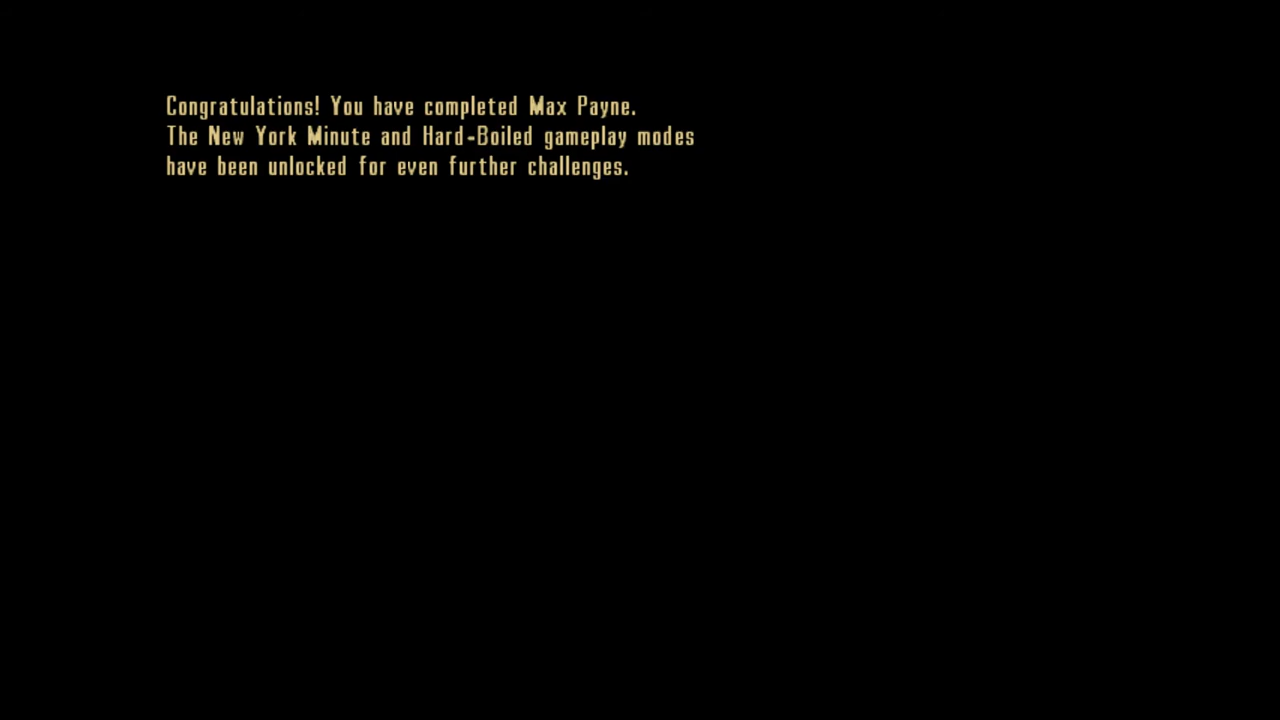 Congratulations! You have completed Max Payne.
The New York Minute and Hard-Boiled gameplay modes
have been unlocked for even further challenges.